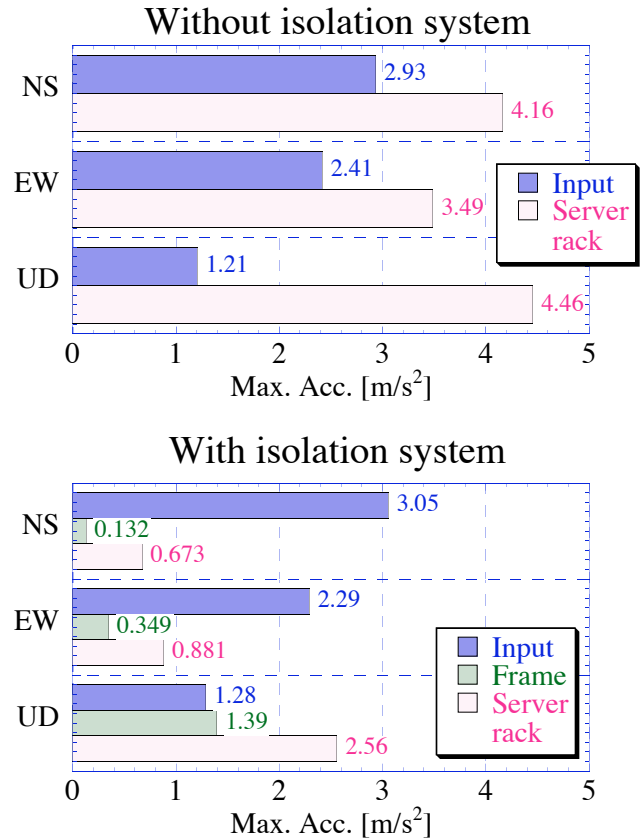 Without isolation system
NS
2.93
4.16
EW
2.41
3.49
UD
1.21
4.46
Input
Server
rack
0 1 2 3 4 5
Max. Acc. [m/s²]
With isolation system
NS
3.05
0.132
0.673
EW
2.29
0.349
0.881
UD
1.28
1.39
2.56
Input
Frame
Server
rack
0 1 2 3 4 5
Max. Acc. [m/s²]